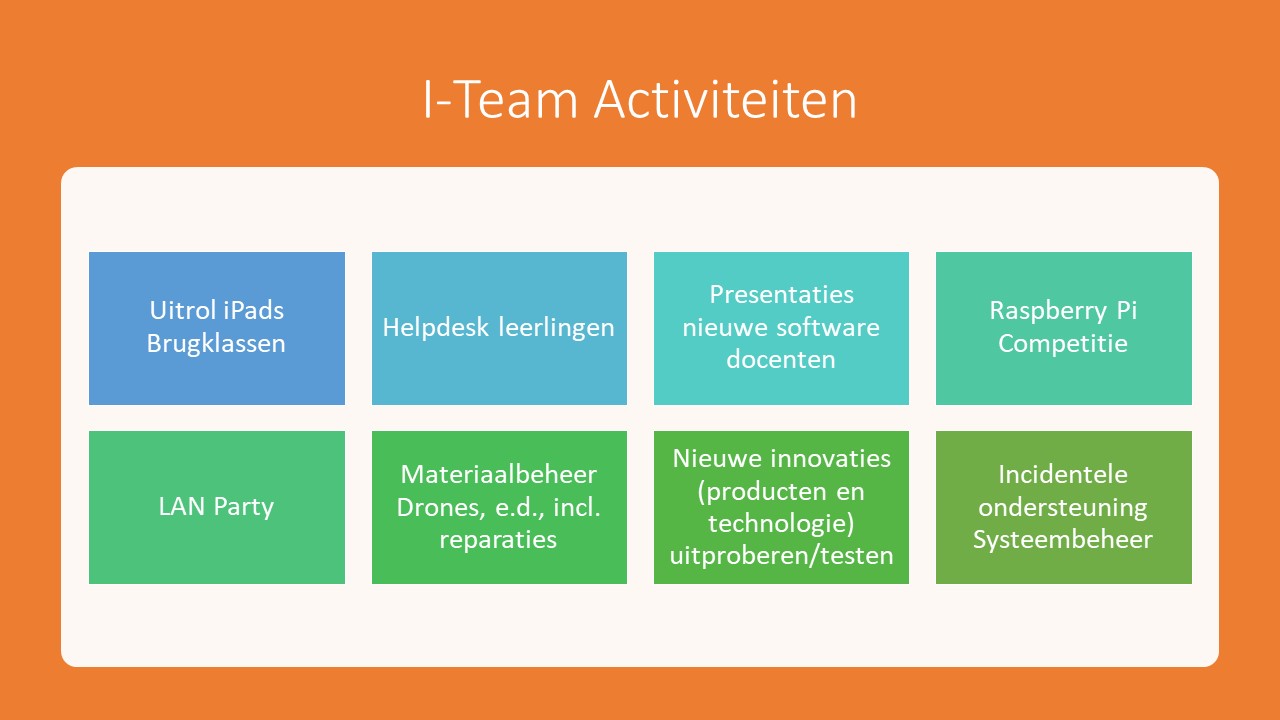 I-Team Activiteiten
Uitrol iPads
Brugklassen
Helpdesk leerlingen
Presentaties
nieuwe software
docenten
Raspberry Pi
Competitie
LAN Party
Materiaalbeheer
Drones, e.d., incl.
reparaties
Nieuwe innovaties
(producten en
technologie)
uitproberen/testen
Incidentele
ondersteuning
Systeembeheer